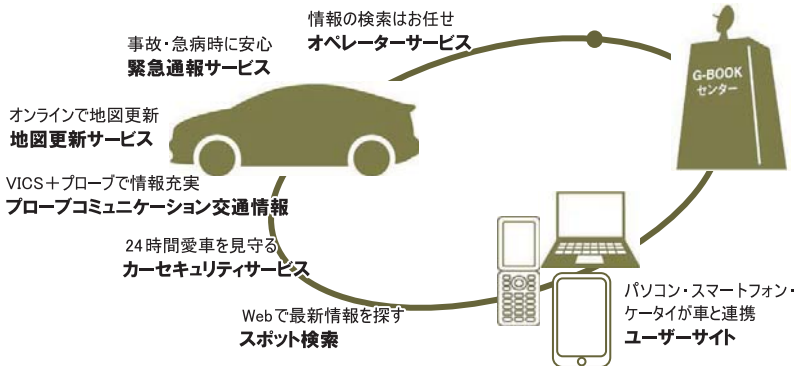 情報の検索はお任せ
オペレーターサービス
事故・急病時に安心
緊急通報サービス
G-BOOK
センター
オンラインで地図更新
地図更新サービス
VICS＋プローブで情報充実
プローブコミュニケーション交通情報
24時間愛車を見守る
カーセキュリティサービス
Webで最新情報を探す
スポット検索
パソコン・スマートフォン・
ケータイが車と連携
ユーザーサイト